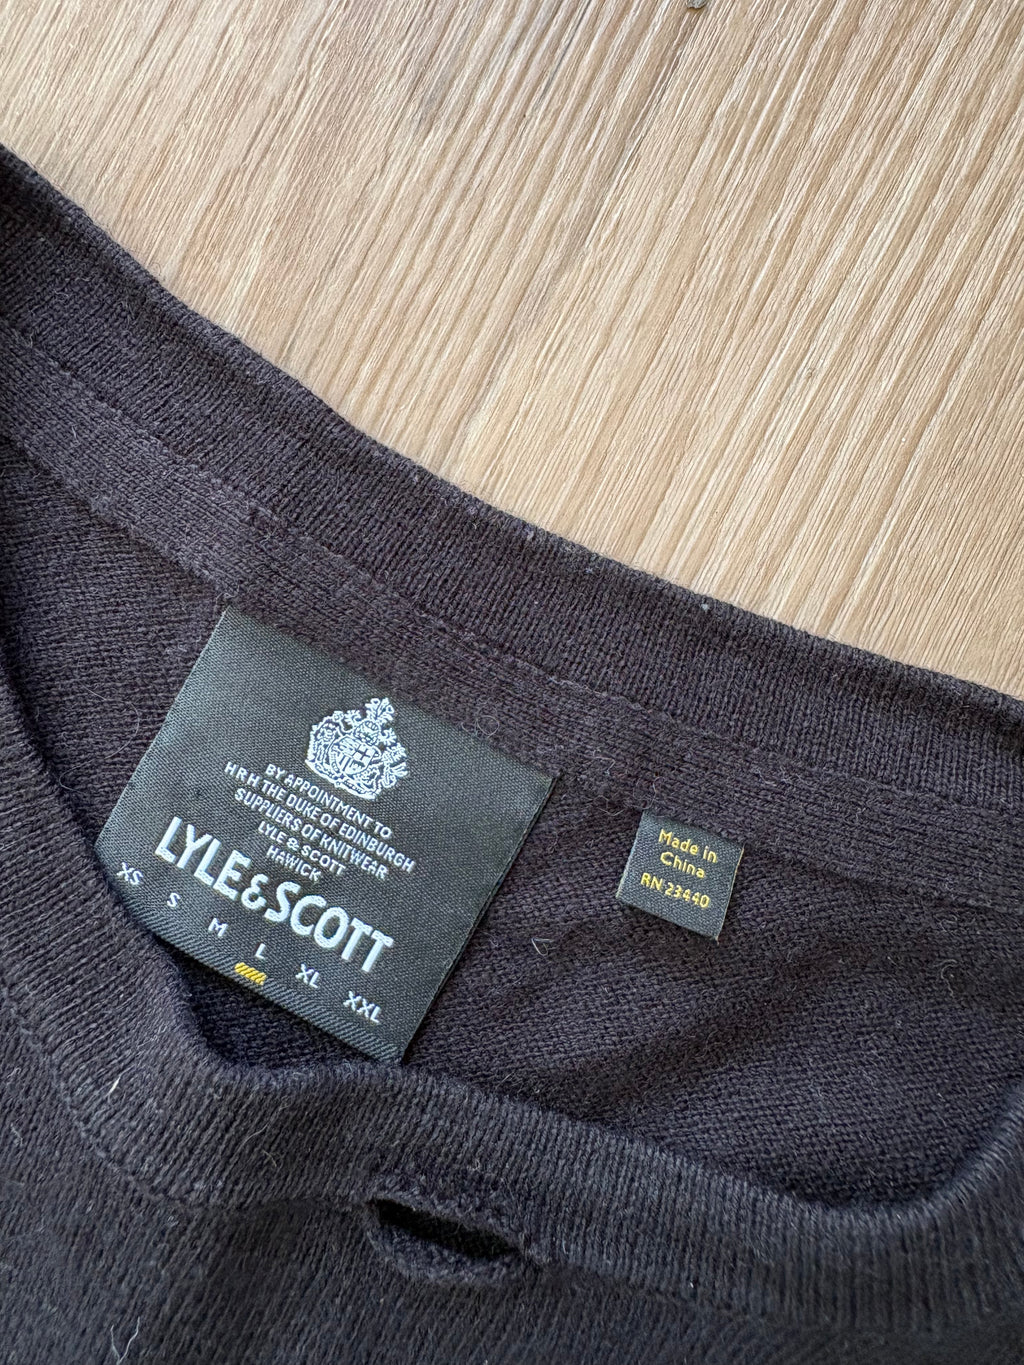 BY APPOINTMENT TO
HRH THE DUKE OF EDINBURGH
SUPPLIERS OF KNITWEAR
LYLE & SCOTT
HAWICK
LYLE&SCOTT
XS S M L XL XXL
Made in
China
RN 23440